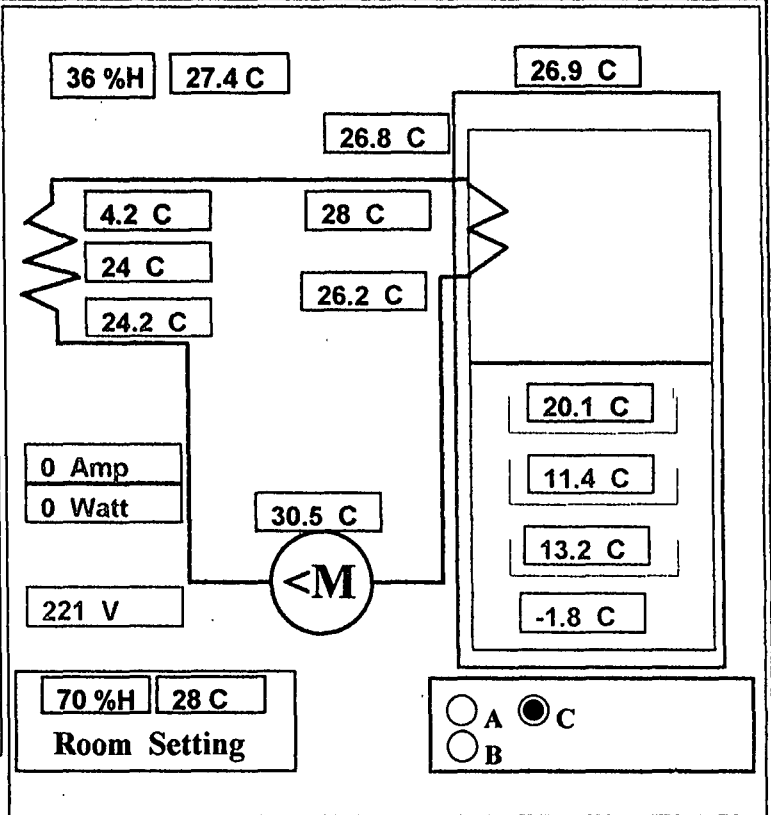 36 %H 27.4 C
26.9 C
26.8 C
4.2 C
28 C
24 C
26.2 C
24.2 C
20.1 C
0 Amp
11.4 C
0 Watt
30.5 C
<M
13.2 C
221 V
-1.8 C
70 %H 28 C
Room Setting
A C
B